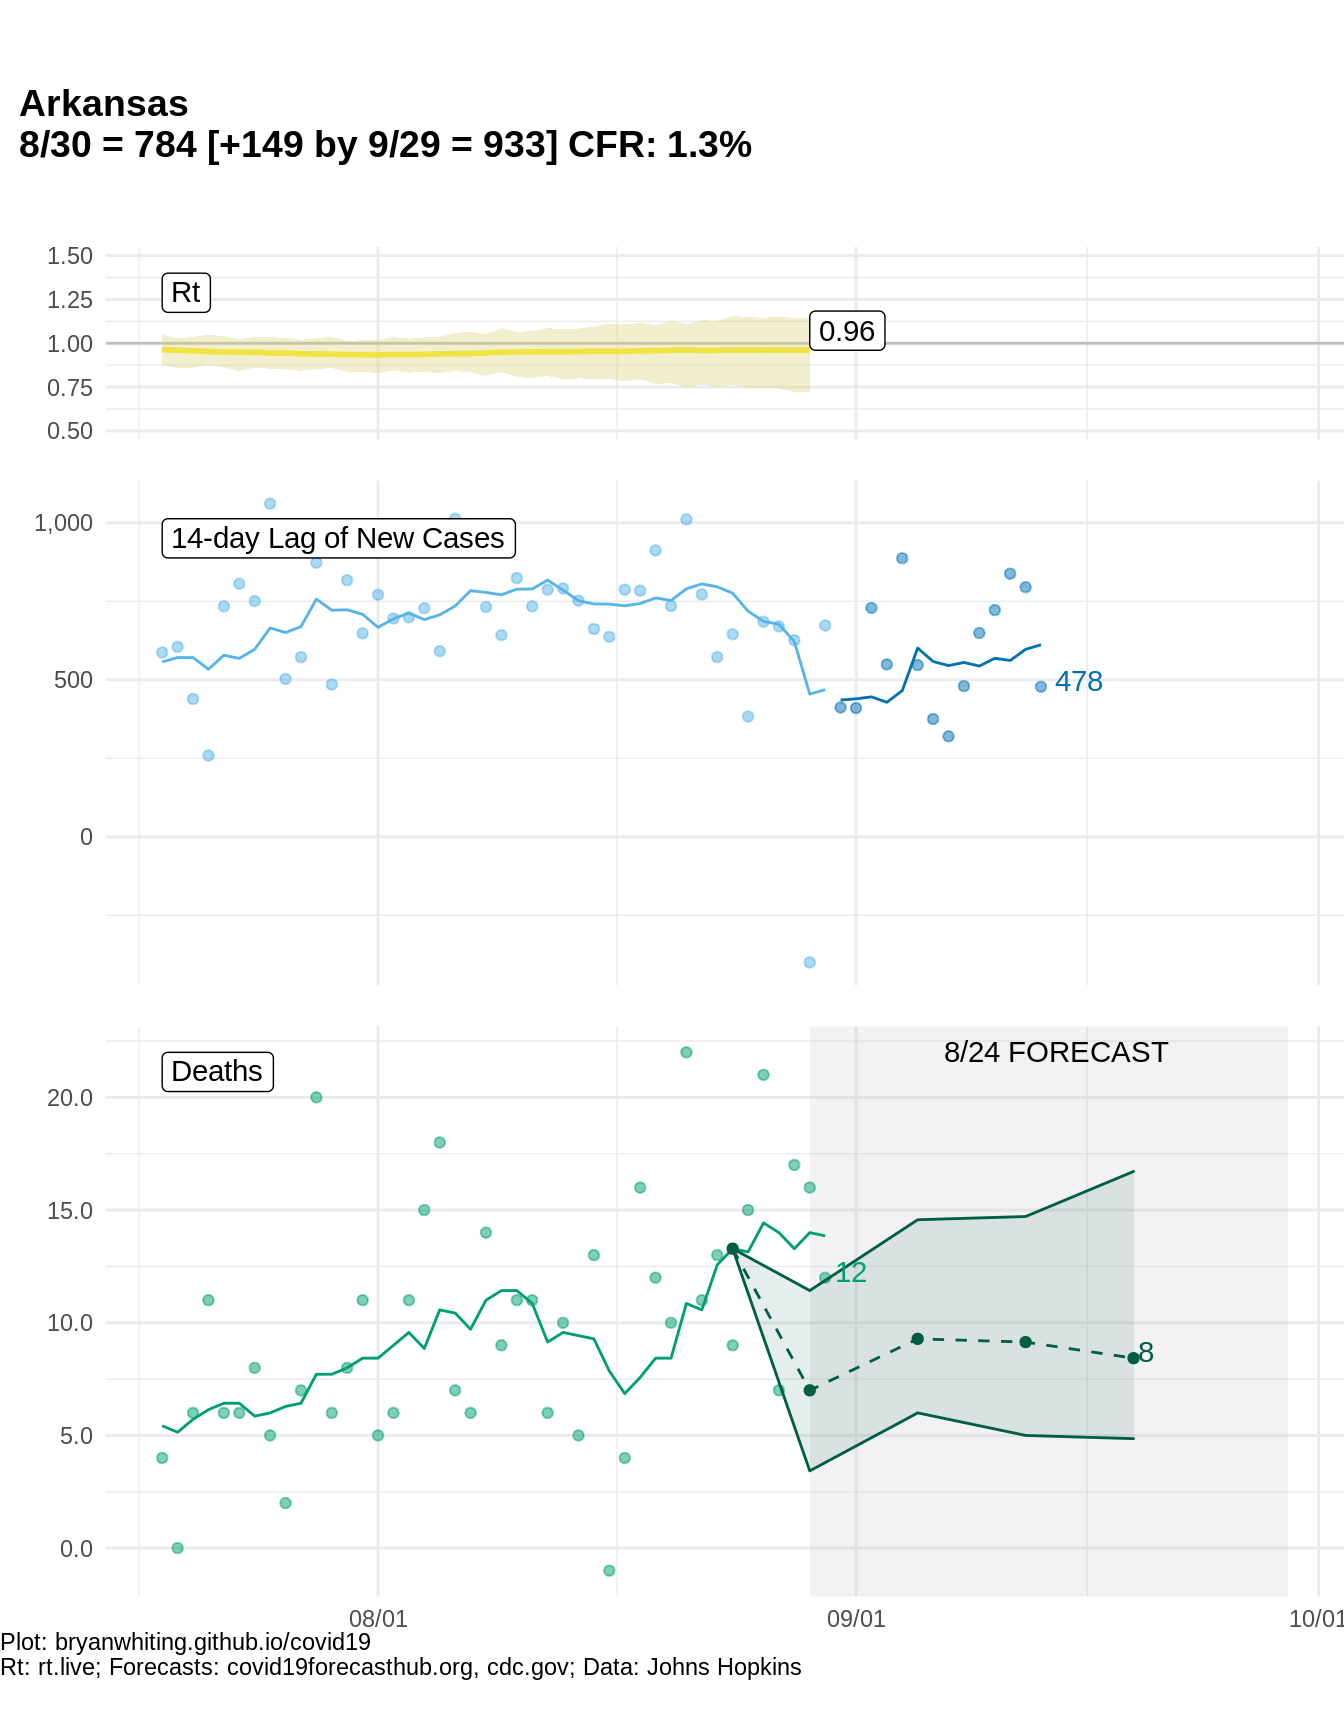 Arkansas
8/30 = 784 [+149 by 9/29 = 933] CFR: 1.3%
1.50
Rt
1.25
1.00
0.96
0.75
0.50
1,000
14-day Lag of New Cases
500
478
0
8/24 FORECAST
Deaths
20.0
15.0
12
10.0
8
5.0
0.0
08/01
09/01
10/01
Plot: bryanwhiting.github.io/covid19
Rt: rt.live; Forecasts: covid19forecasthub.org, cdc.gov; Data: Johns Hopkins